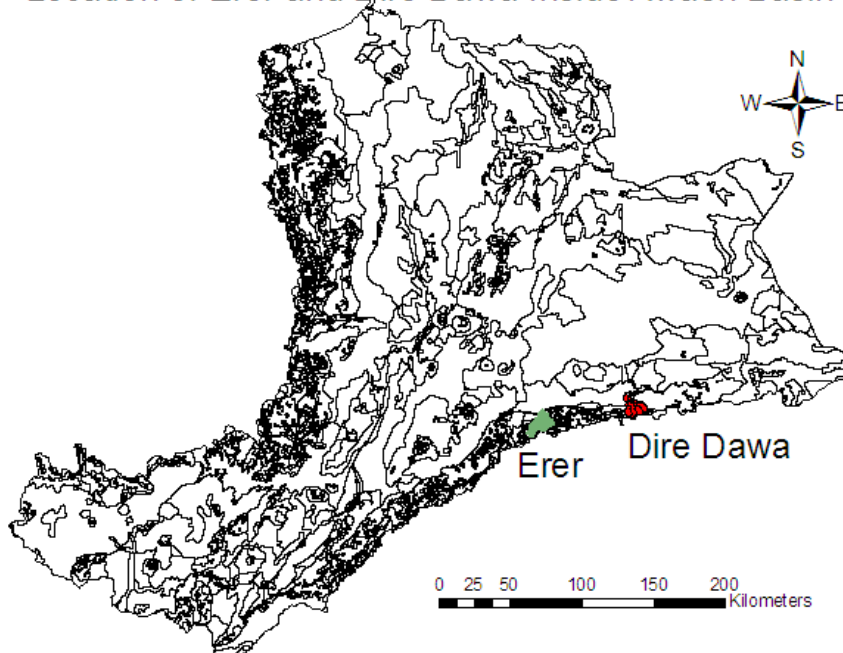 Location of Erer and Dire Dawa inside Awash Basin
N
W E
S
Erer
Dire Dawa
0 25 50 100 150 200
Kilometers